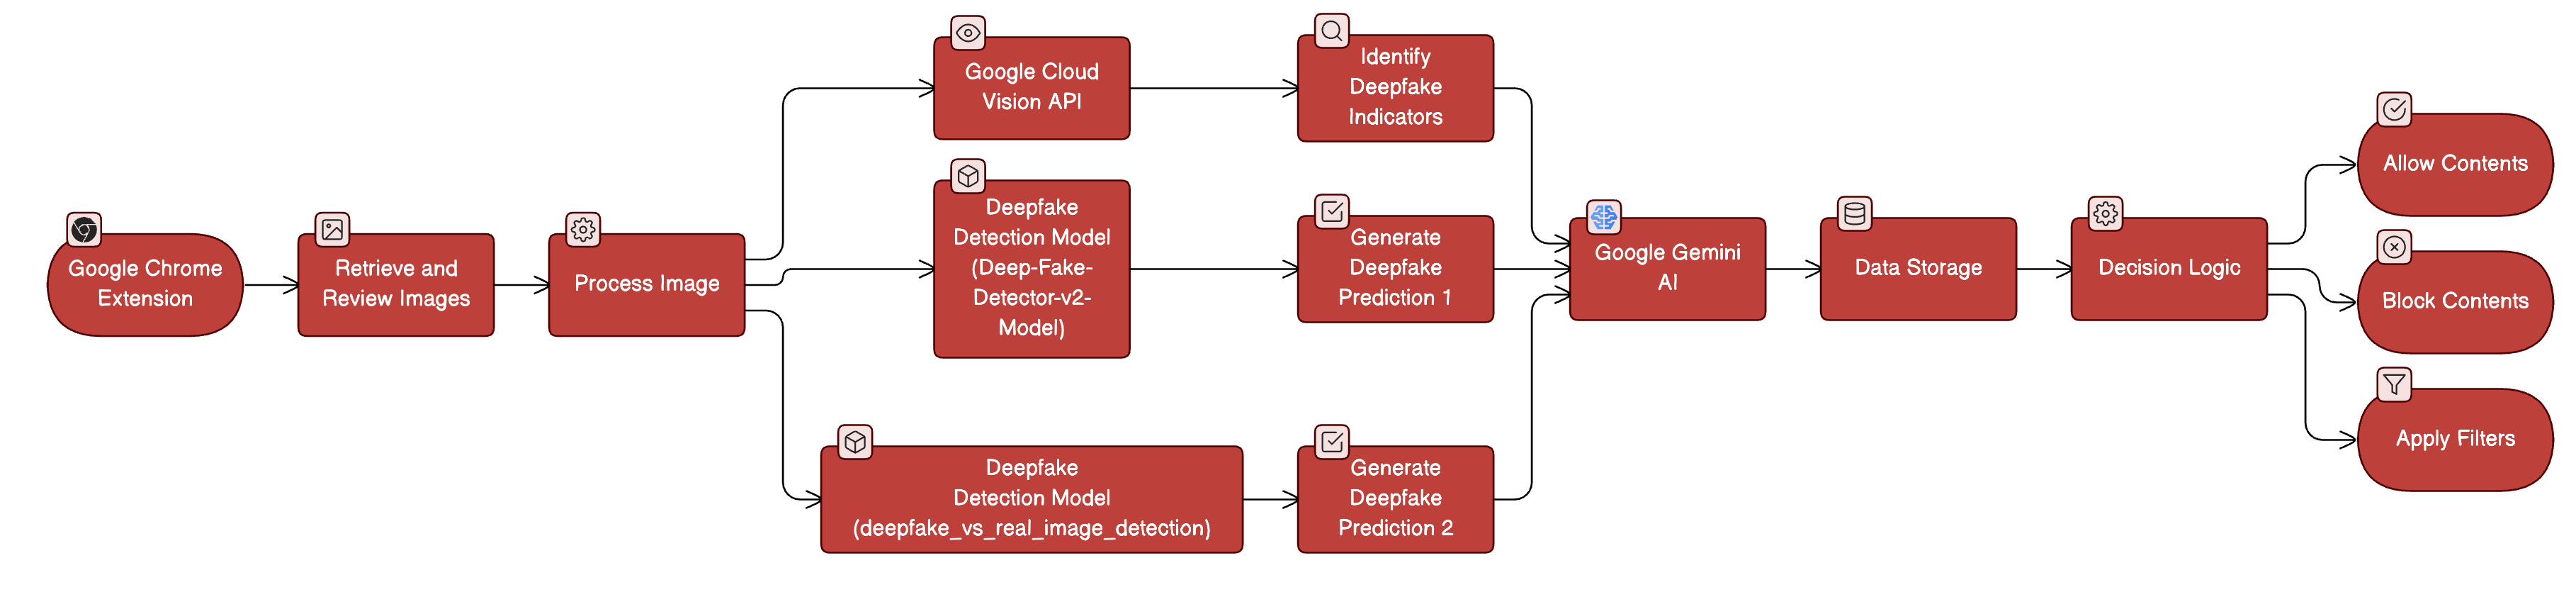 Google Chrome
Extension
Retrieve and
Review Images
Process Image
Google Cloud
Vision API
Identify
Deepfake
Indicators
Deepfake
Detection Model
(Deep-Fake-
Detector-v2-
Model)
Generate
Deepfake
Prediction 1
Deepfake
Detection Model
(deepfake_vs_real_image_detection)
Generate
Deepfake
Prediction 2
Google Gemini
AI
Data Storage
Decision Logic
Allow Contents
Block Contents
Apply Filters